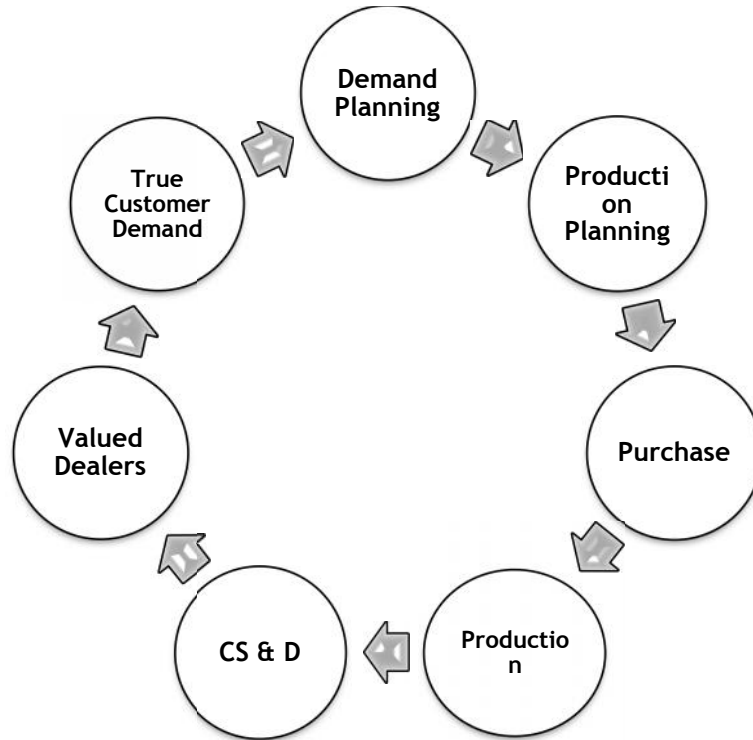 Demand
Planning
Producti
on
Planning
Purchase
Productio
n
CS & D
Valued
Dealers
True
Customer
Demand